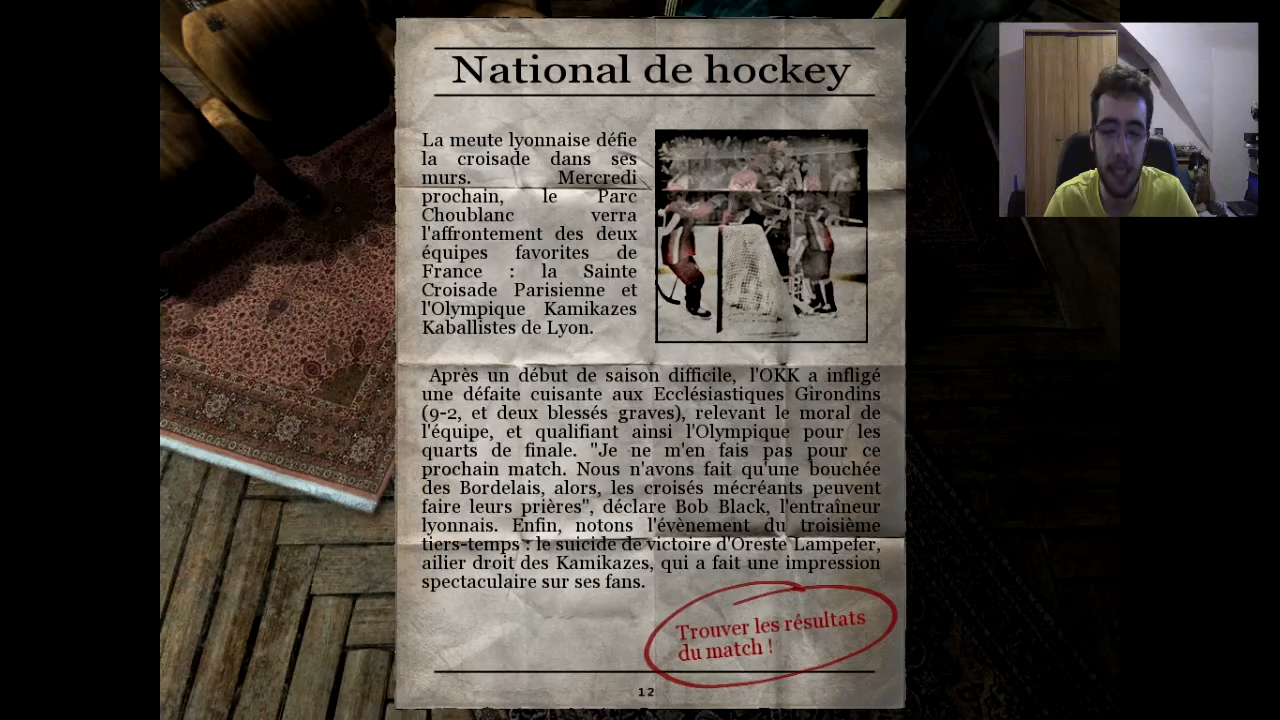 National de hockey
La meute lyonnaise défie
la croisade dans ses
murs. Mercredi
prochain, le Parc
Choublanc verra
l'affrontement des deux
équipes favorites de
France : la Sainte
Croisade Parisienne et
l'Olympique Kamikazes
Kaballistes de Lyon.
Après un début de saison difficile, l'OKK a infligé
une défaite cuisante aux Ecclésiastiques Girondins
(9-2, et deux blessés graves), relevant le moral de
l'équipe, et qualifiant ainsi l'Olympique pour les
quarts de finale. "Je ne m'en fais pas pour ce
prochain match. Nous n'avons fait qu'une bouchée
des Bordelais, alors, les croisés mécréants peuvent
faire leurs prières", déclare Bob Black, l'entraîneur
lyonnais. Enfin, notons l'évènement du troisième
tiers-temps : le suicide de victoire d'Oreste Lampefer,
ailier droit des Kamikazes, qui a fait une impression
spectaculaire sur ses fans.
Trouver les résultats
du match !
12